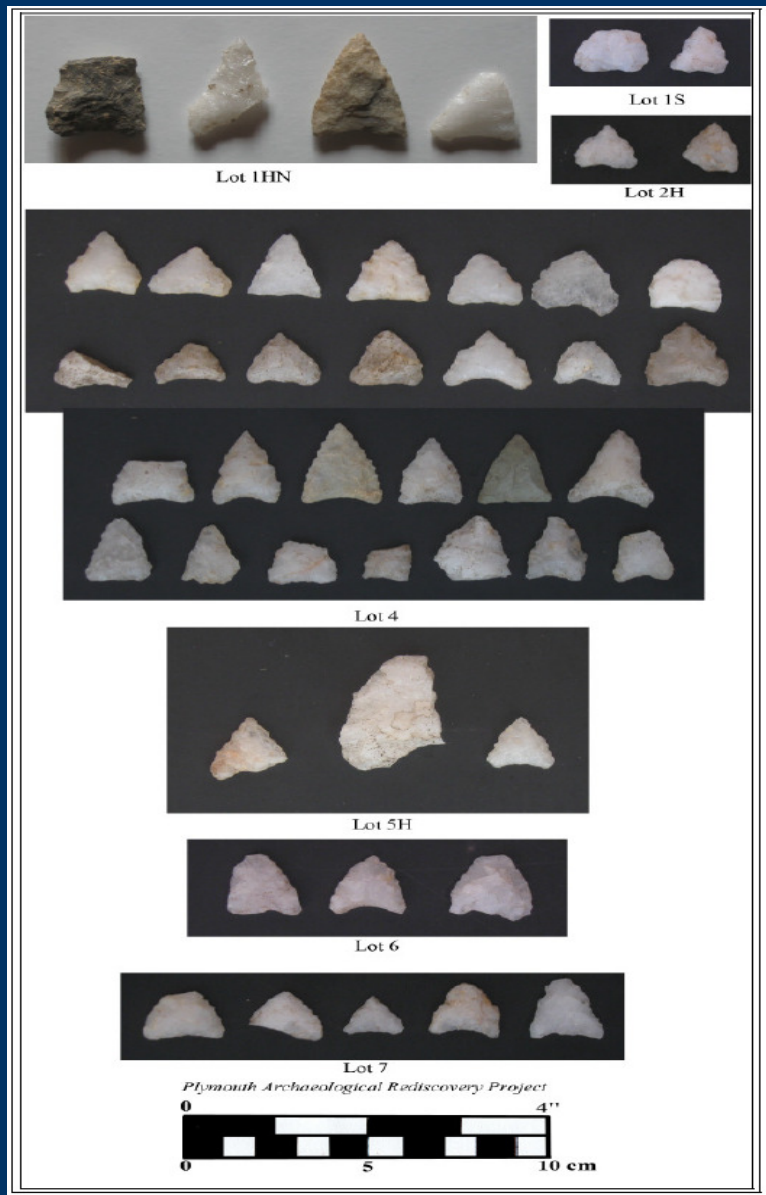 Lot 1HN
Lot 1S
Lot 2H
Lot 4
Lot 5H
Lot 6
Lot 7
Plymouth Archaeological Rediscovery Project
0 4"
0 5 10 cm